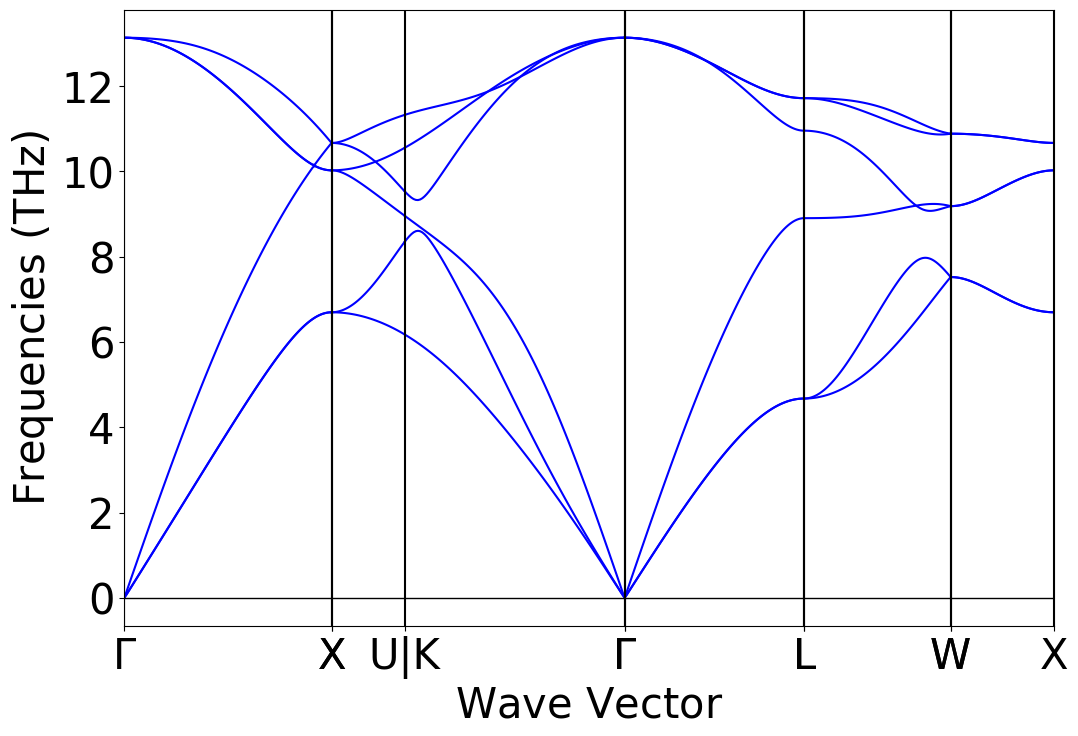 Frequencies (THz)
12
10
8
6
4
2
0
Γ X U|K Γ L W X
Wave Vector